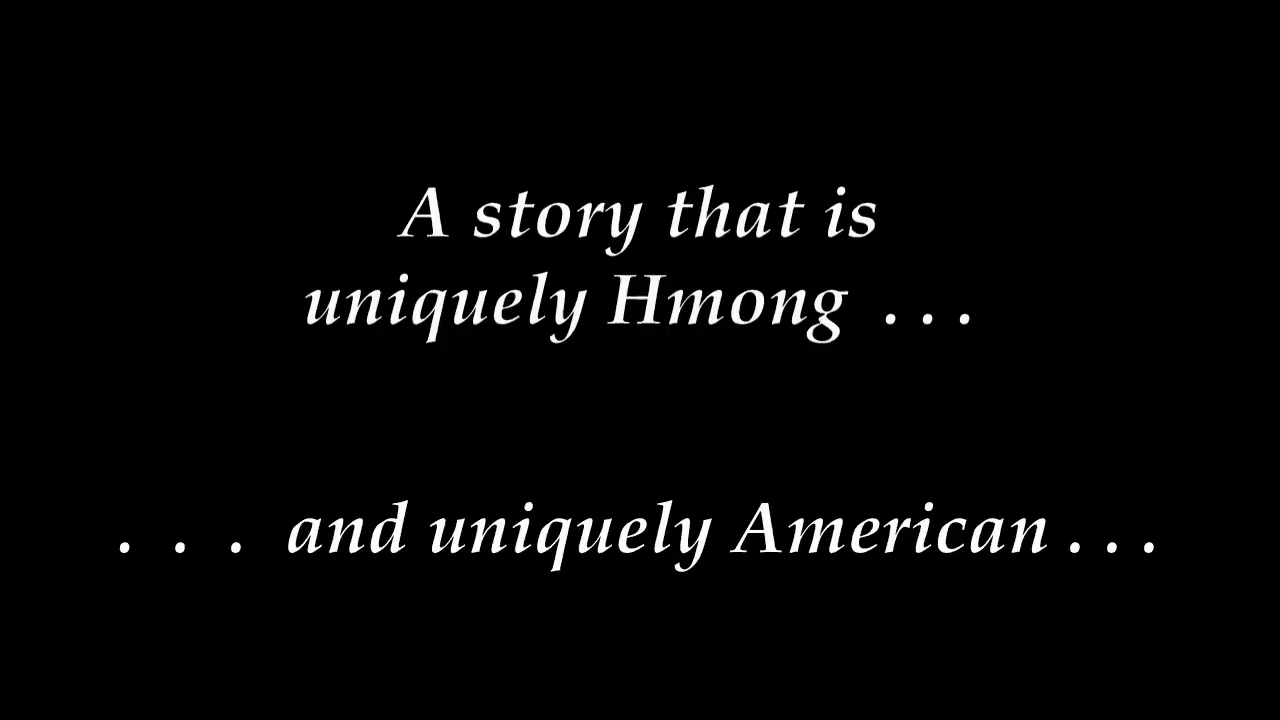 A story that is
uniquely Hmong . . .
. . . and uniquely American . . .